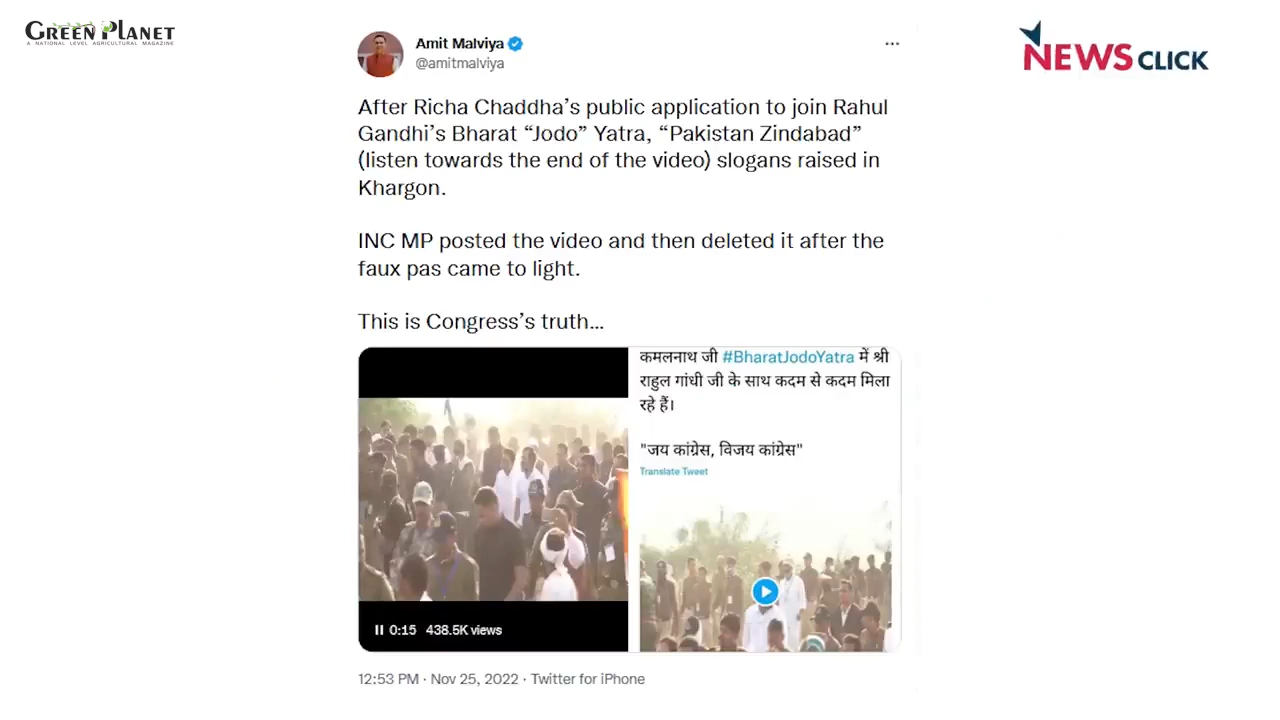 GREEN PLANET
A NATIONAL LEVEL AGRICULTURAL MAGAZINE
NEWS CLICK
Amit Malviya
@amitmalviya
After Richa Chaddha's public application to join Rahul
Gandhi's Bharat “Jodo” Yatra, “Pakistan Zindabad”
(listen towards the end of the video) slogans raised in
Khargon.
INC MP posted the video and then deleted it after the
faux pas came to light.
This is Congress's truth...
0:15 438.5K views
कमलनाथ जी #BharatJodoYatra में श्री
राहुल गांधी जी के साथ कदम से कदम मिला
रहे हैं।
"जय कांग्रेस, विजय कांग्रेस"
Translate Tweet
12:53 PM · Nov 25, 2022 · Twitter for iPhone